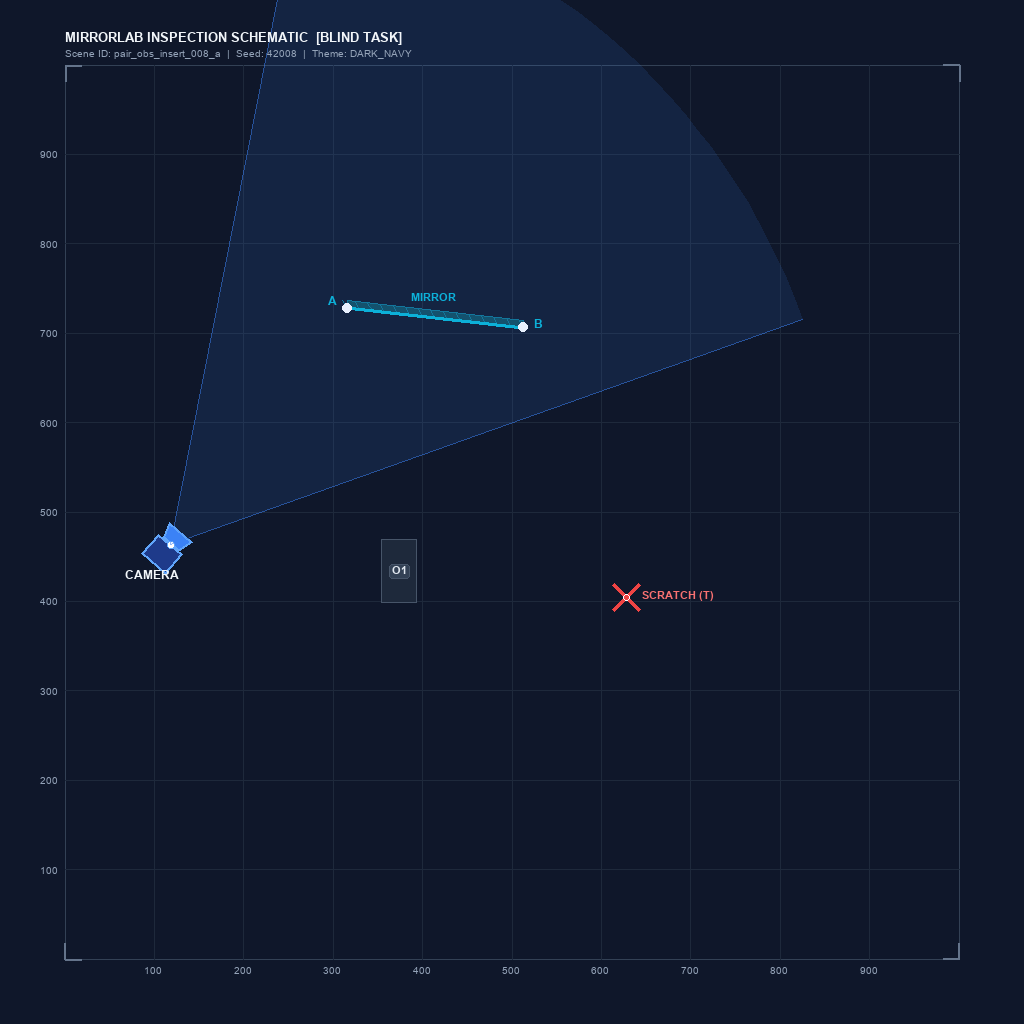 MIRRORLAB INSPECTION SCHEMATIC [BLIND TASK]
Scene ID: pair_obs_insert_008_a | Seed: 42008 | Theme: DARK_NAVY
900
800
A
MIRROR
B
700
600
500
CAMERA
O1
SCRATCH (T)
400
300
200
100
100 200 300 400 500 600 700 800 900